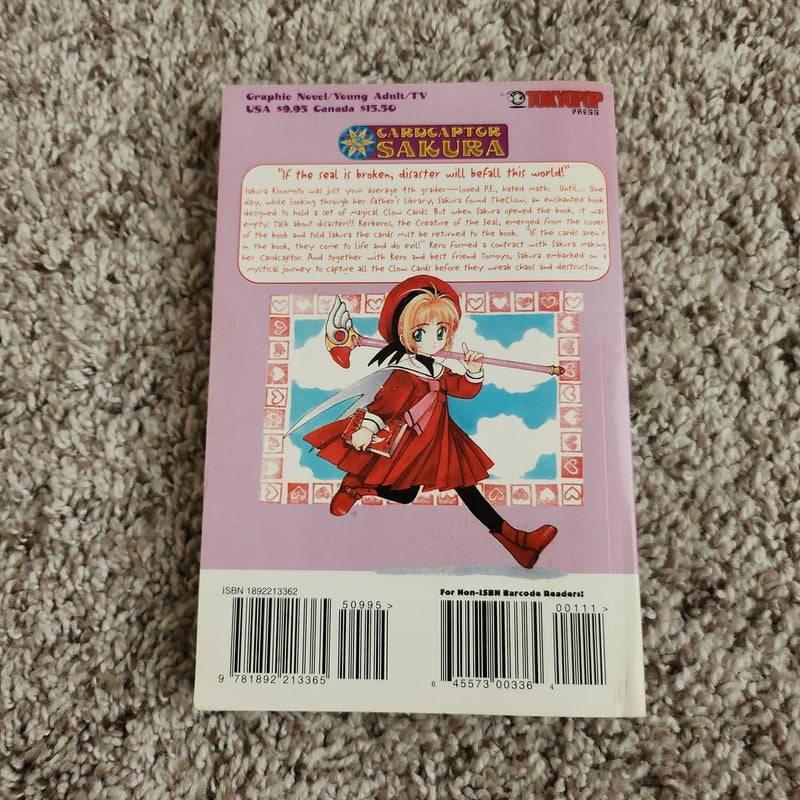 Graphic Novel/Young Adult/TV
USA $9.95 Canada $15.50
TOKYOPOP
PRESS
CARDCAPTOR
SAKURA
"If the seal is broken, disaster will befall this world!"
Sakura Kinomoto was just your average 4th grader—loved P.E., hated math. Until... One
day, while looking through her father's library, Sakura found TheClow, an enchanted book
designed to hold a set of magical Clow Cards. But when Sakura opened the book, it was
empty. Talk about disasters!! Kerberos, the Creature of the Seal, emerged from the cover
of the book and told Sakura the cards must be returned to the book. "If the cards aren't
in the book, they come to life and do evil!" Kero formed a contract with Sakura making
her Cardcaptor. And together with Kero and best friend Tomoyo, Sakura embarked on a
mystical journey to capture all the Clow Cards before they wreak chaos and destruction.
ISBN 1892213362
50995>
9 781892 213365
For Non-ISBN Barcode Readers!
00111>
6 45573 00336 4